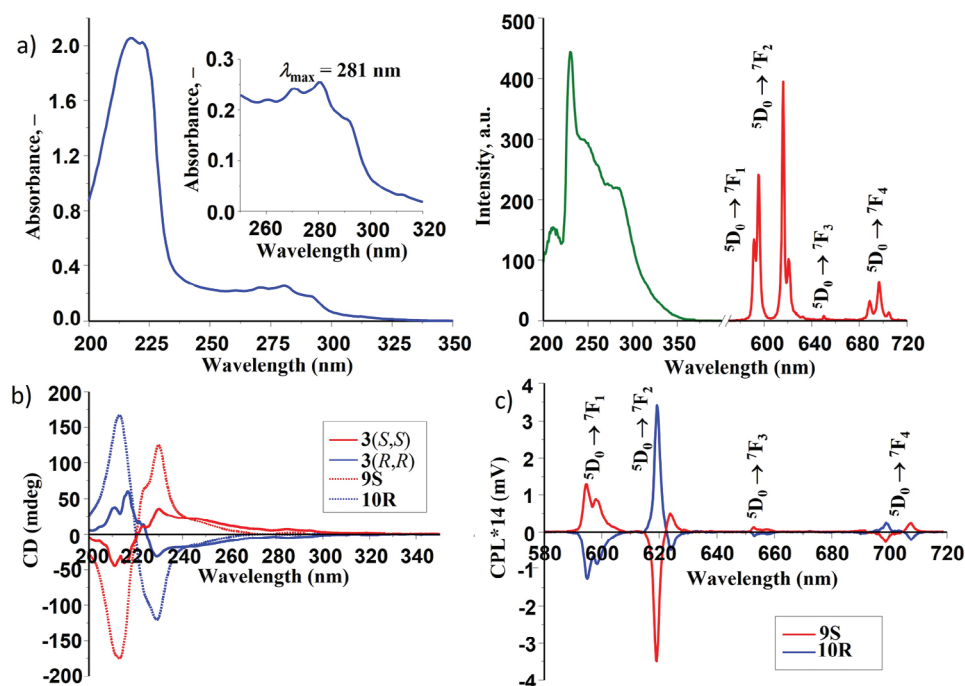 a)
2.0
1.6
1.2
0.8
0.4
0.0
Absorbance, –
200 225 250 275 300 325 350
Wavelength (nm)
0.3
0.2
0.1
0.0
Absorbance, –
λmax = 281 nm
260 280 300 320
Wavelength (nm)
500
400
300
200
100
0
Intensity, a.u.
⁵D₀ → ⁷F₁
⁵D₀ → ⁷F₂
⁵D₀ → ⁷F₃
⁵D₀ → ⁷F₄
200 250 300 350 600 640 680 720
Wavelength (nm)
b)
200
150
100
50
0
-50
-100
-150
-200
CD (mdeg)
200 220 240 260 280 300 320 340
Wavelength (nm)
3(S,S)
3(R,R)
9S
10R
c)
4
3
2
1
0
-1
-2
-3
-4
CPL*14 (mV)
⁵D₀ → ⁷F₁
⁵D₀ → ⁷F₂
⁵D₀ → ⁷F₃
⁵D₀ → ⁷F₄
580 600 620 640 660 680 700 720
Wavelength (nm)
9S
10R